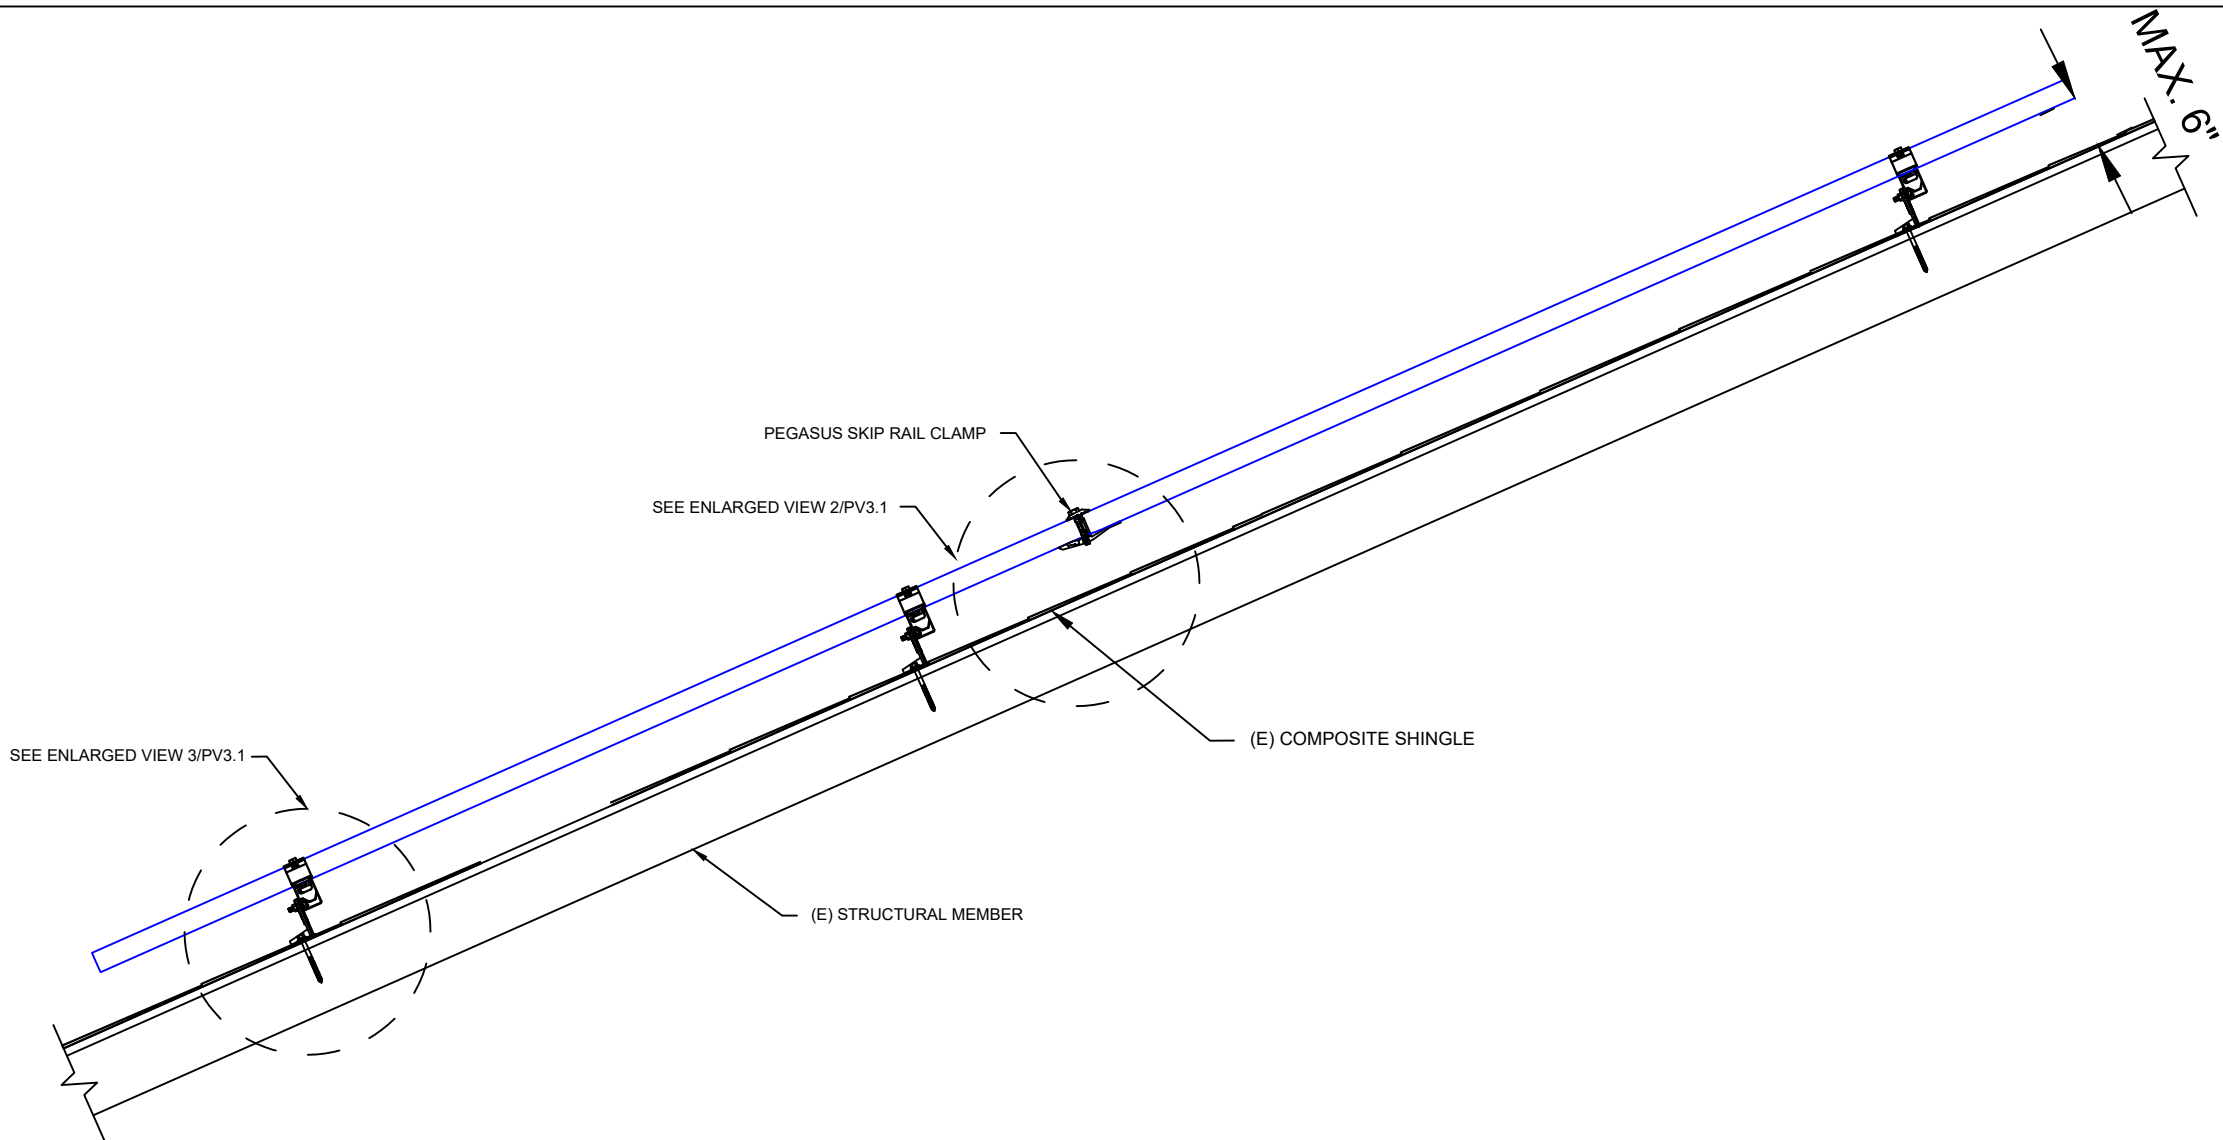 MAX. 6"
PEGASUS SKIP RAIL CLAMP
SEE ENLARGED VIEW 2/PV3.1
(E) COMPOSITE SHINGLE
SEE ENLARGED VIEW 3/PV3.1
(E) STRUCTURAL MEMBER